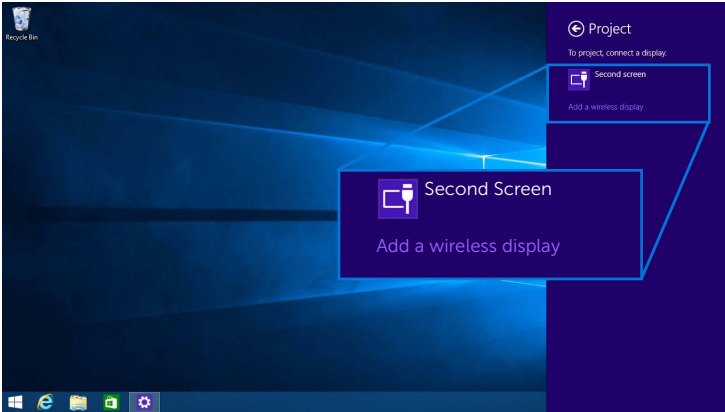 Recycle Bin
Project
To project, connect a display.
Second screen
Add a wireless display
Second Screen
Add a wireless display